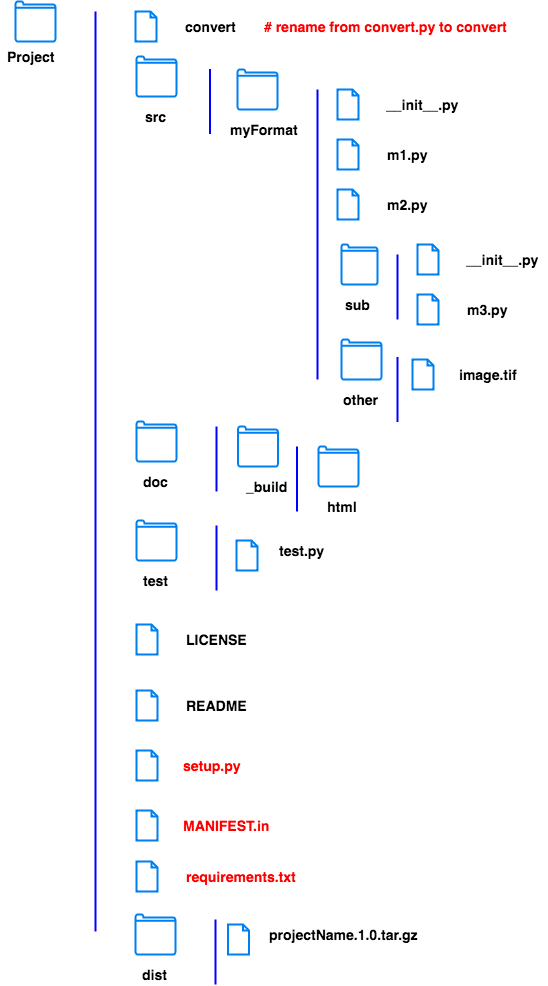 Project
convert # rename from convert.py to convert
src
myFormat
__init__.py
m1.py
m2.py
sub
__init__.py
m3.py
other
image.tif
doc
_build
html
test
test.py
LICENSE
README
setup.py
MANIFEST.in
requirements.txt
dist
projectName.1.0.tar.gz